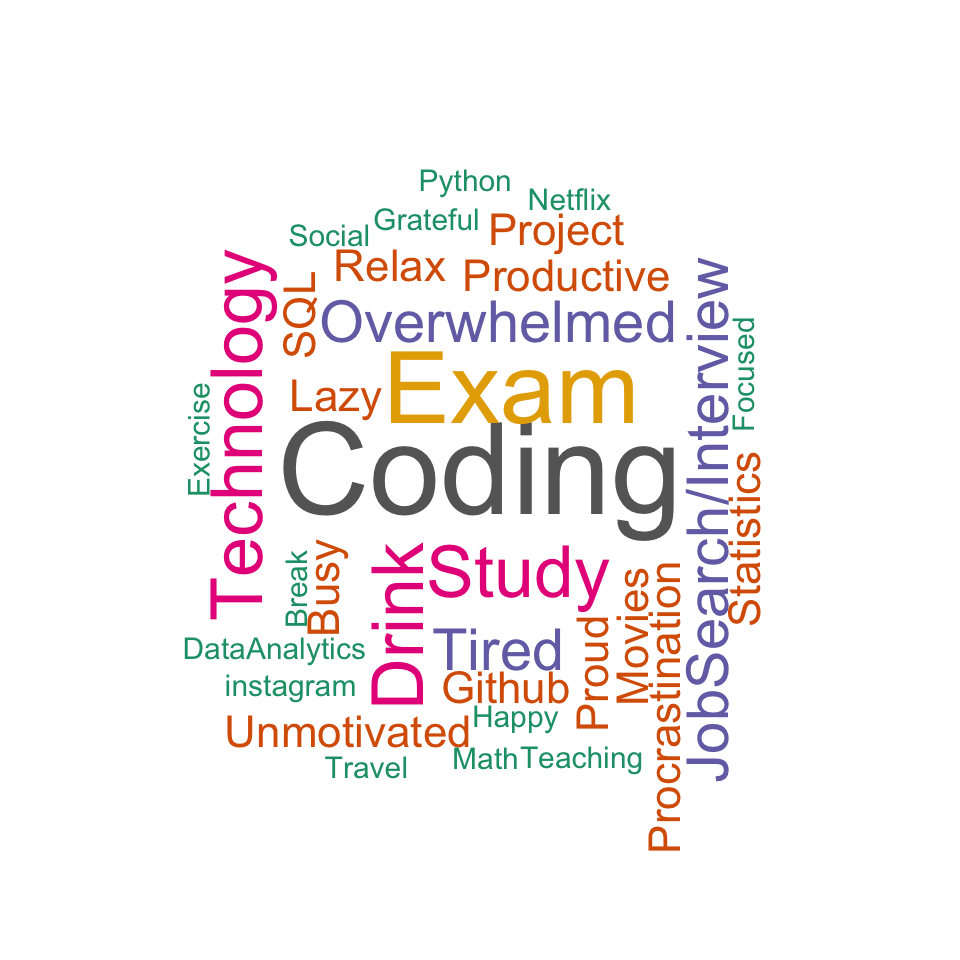 Python
Netflix
Grateful
Social
Project
Relax
Productive
SQL
Overwhelmed
Technology
JobSearch/Interview
Focused
Exam
Lazy
Exercise
Coding
Statistics
Study
Drink
Busy
Break
Tired
Movies
Proud
Procrastination
DataAnalytics
instagram
Github
Happy
Unmotivated
Travel
Math
Teaching